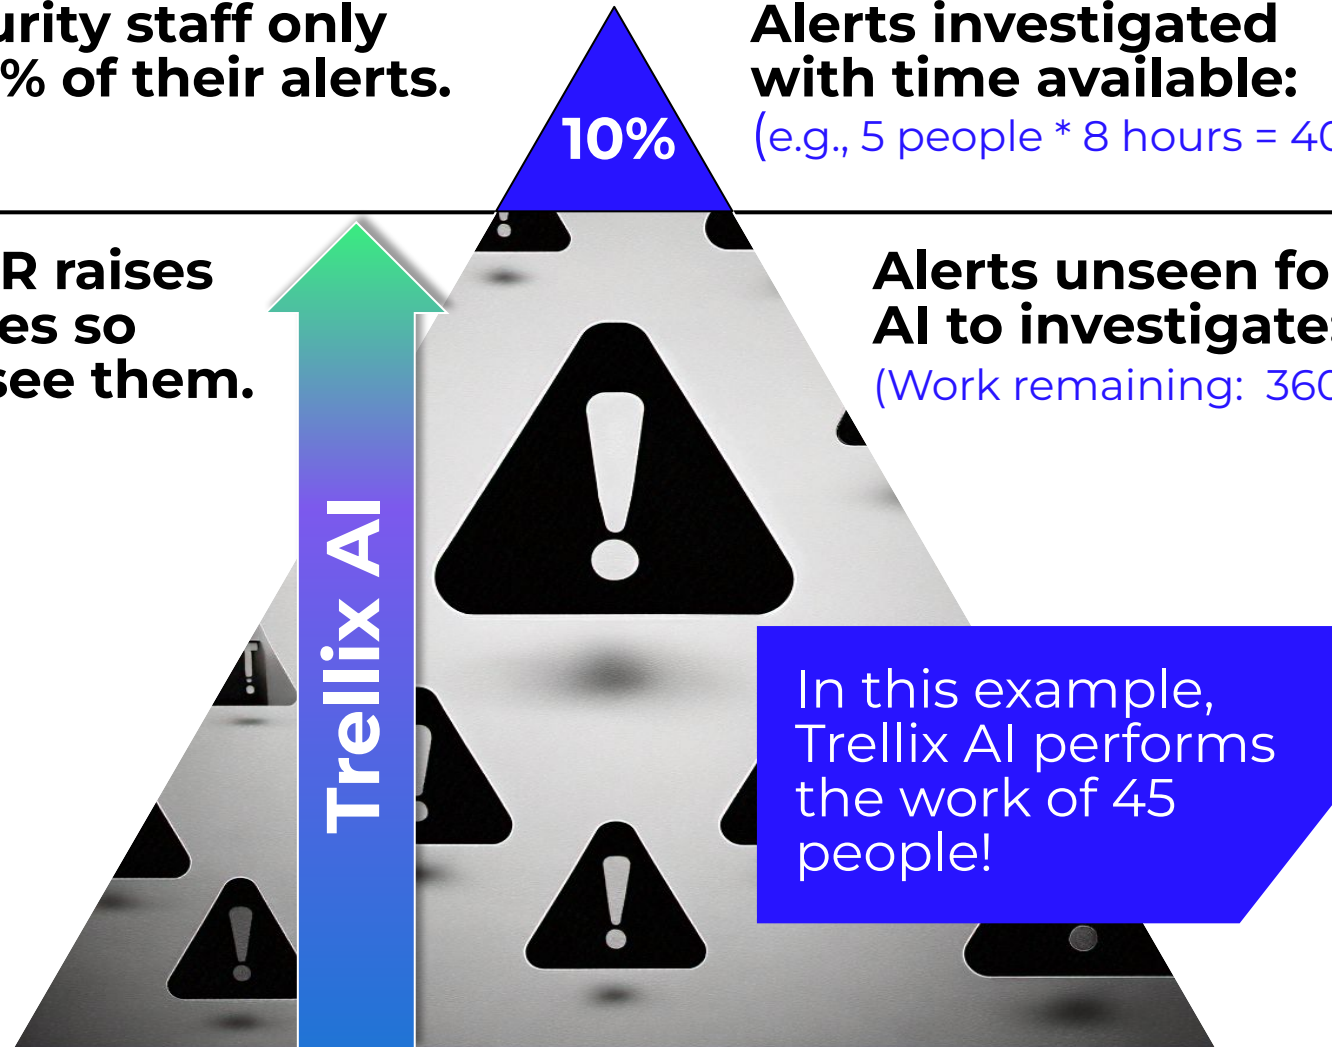 urity staff only
% of their alerts.
10%
Alerts investigated
with time available:
(e.g., 5 people * 8 hours = 40
R raises
es so
see them.
Alerts unseen fo
AI to investigate
(Work remaining: 360
Trellix AI
In this example,
Trellix AI performs
the work of 45
people!